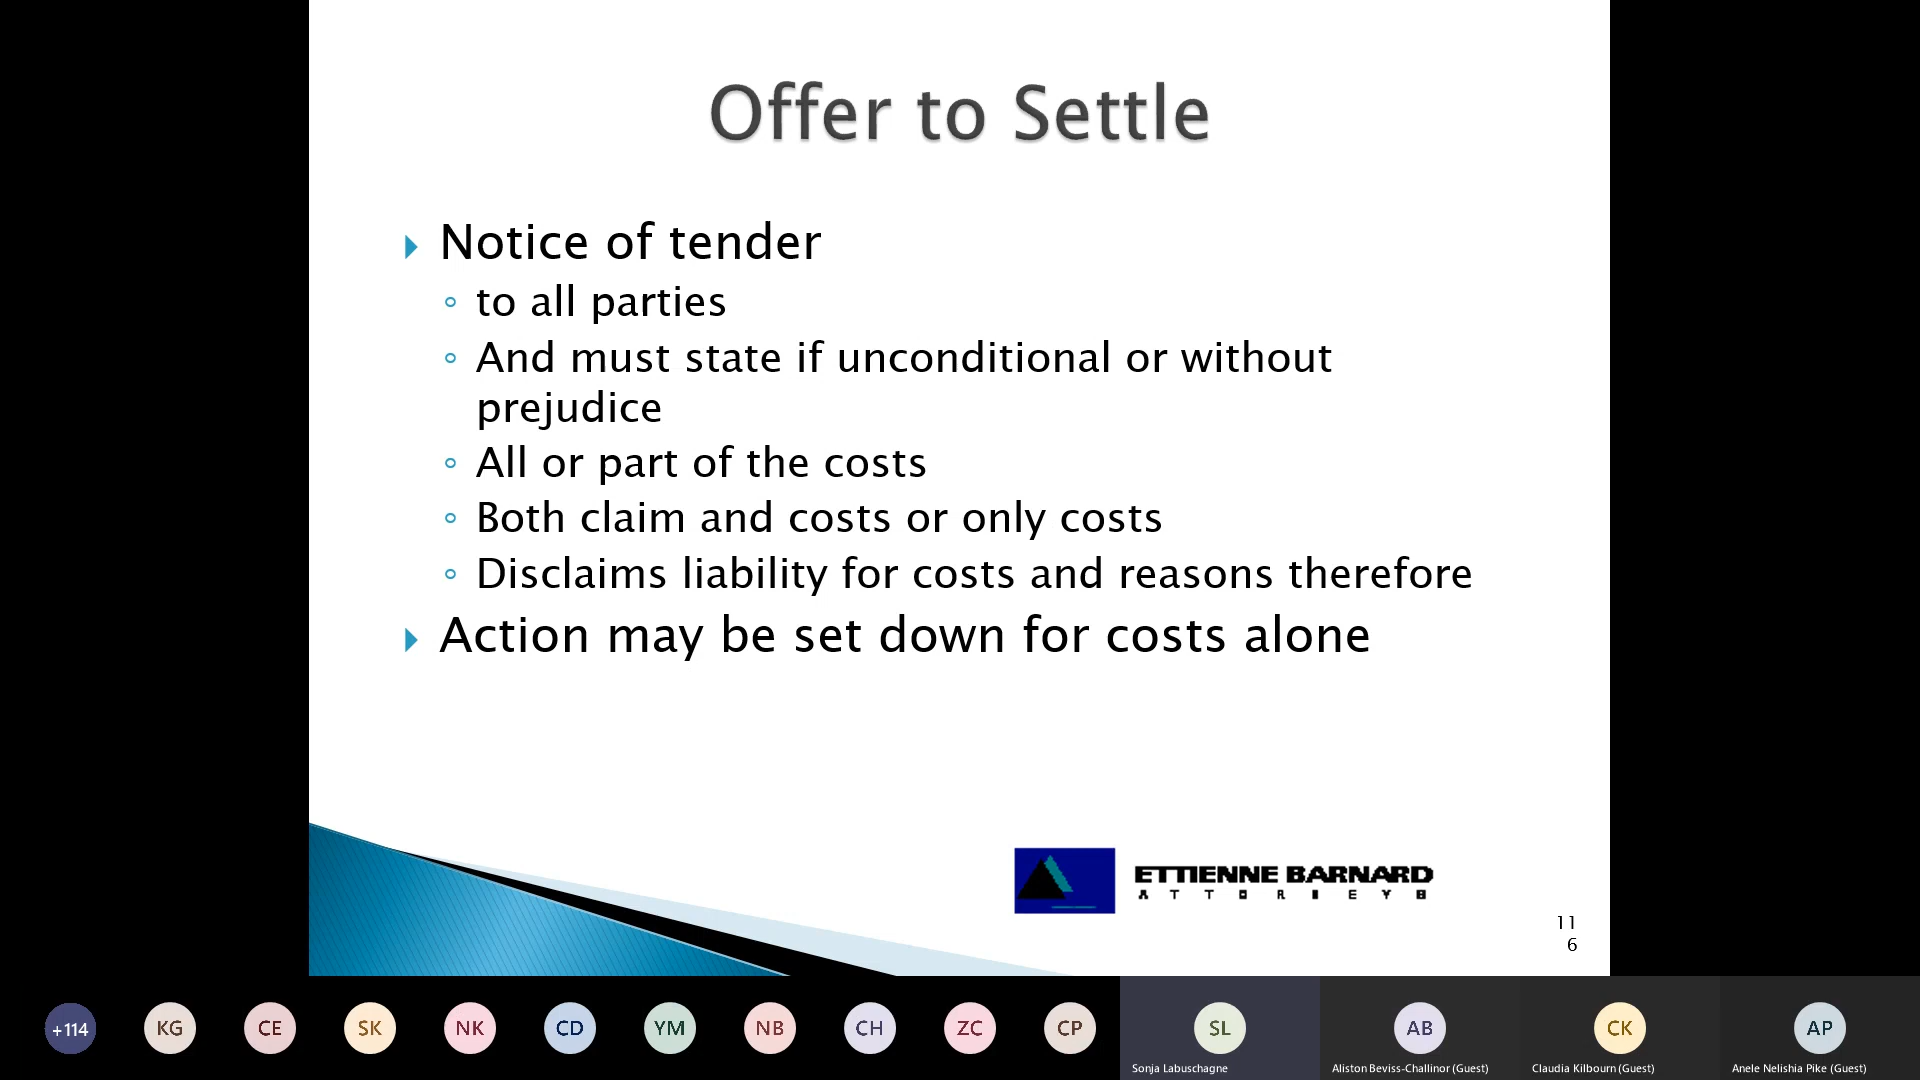 Offer to Settle
Notice of tender
to all parties
And must state if unconditional or without
prejudice
All or part of the costs
Both claim and costs or only costs
Disclaims liability for costs and reasons therefore
Action may be set down for costs alone
ETTIENNE BARNARD
ATTORNEYS
11
6
+114
KG
CE
SK
NK
CD
YM
NB
CH
ZC
CP
SL
AB
CK
AP
Sonja Labuschagne
Aliston Beviss-Challinor (Guest)
Claudia Kilbourn (Guest)
Anele Nelishia Pike (Guest)